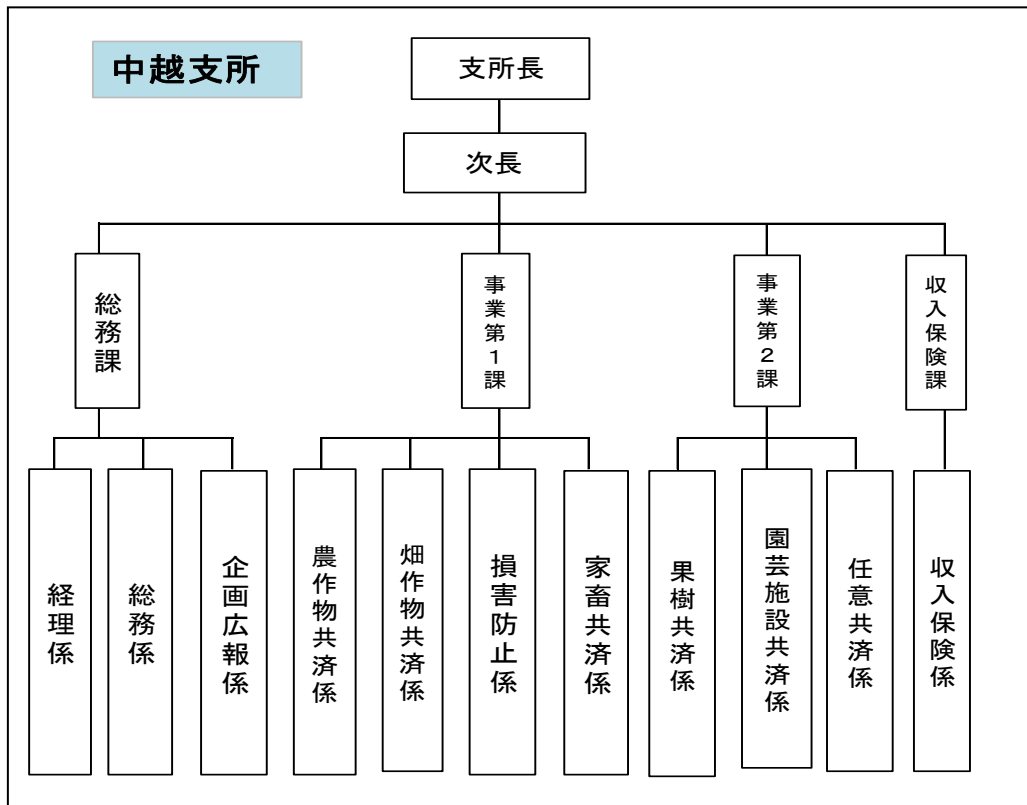 中越支所
支所長
次長
総務課
事業第1課
事業第2課
収入保険課
経理係
総務係
企画広報係
農作物共済係
畑作物共済係
損害防止係
家畜共済係
果樹共済係
園芸施設共済係
任意共済係
収入保険係